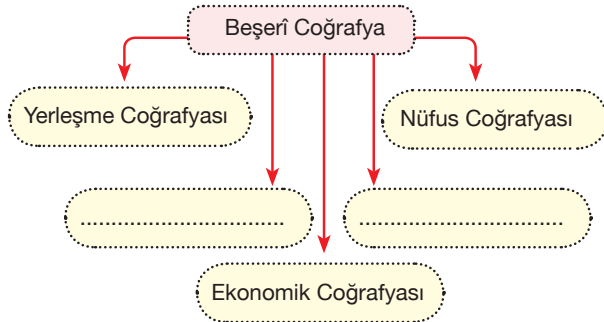 Beşerî Coğrafya
Yerleşme Coğrafyası
Nüfus Coğrafyası
................................
................................
Ekonomik Coğrafyası